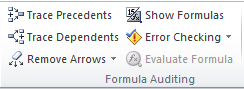 Trace Precedents
Show Formulas
Trace Dependents
Error Checking
Remove Arrows
Evaluate Formula
Formula Auditing